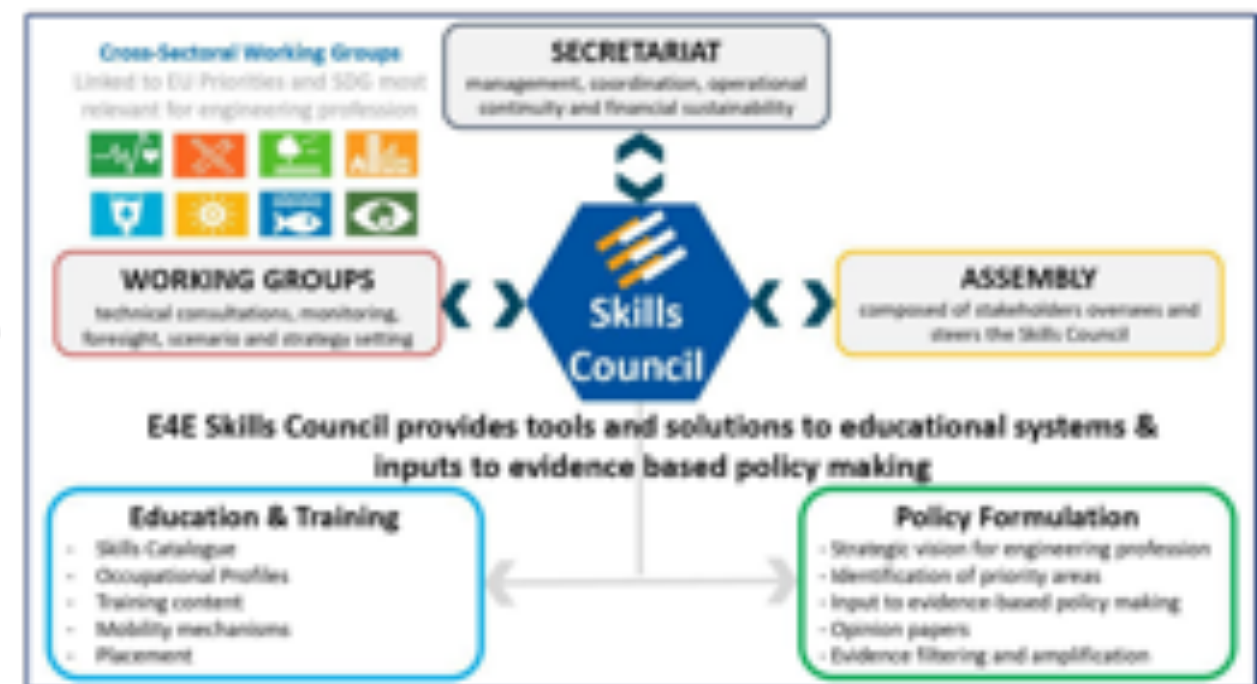 Cross-Sectoral Working Groups
Linked to EU Priorities and SDG most
relevant for engineering profession
SECRETARIAT
management, coordination, operational
continuity and financial sustainability
WORKING GROUPS
technical consultations, monitoring,
foresight, scenario and strategy setting
Skills
Council
ASSEMBLY
composed of stakeholders oversees and
steers the Skills Council
E4E Skills Council provides tools and solutions to educational systems &
inputs to evidence based policy making
Education & Training
- Skills Catalogue
- Occupational Profiles
- Training content
- Mobility mechanisms
- Placement
Policy Formulation
- Strategic vision for engineering profession
- Identification of priority areas
- Input to evidence-based policy making
- Opinion papers
- Evidence filtering and amplification